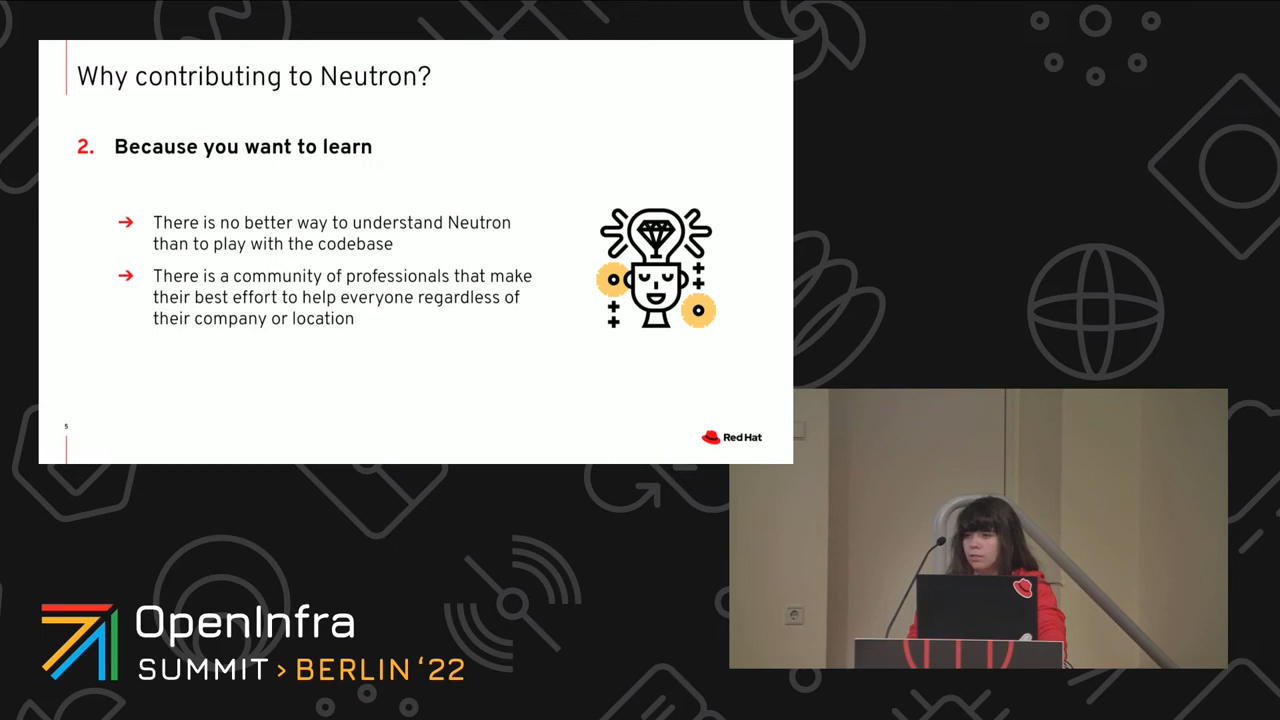 Why contributing to Neutron?
2. Because you want to learn
➔ There is no better way to understand Neutron
than to play with the codebase
➔ There is a community of professionals that make
their best effort to help everyone regardless of
their company or location
5
Red Hat
OpenInfra
SUMMIT > BERLIN ‘22